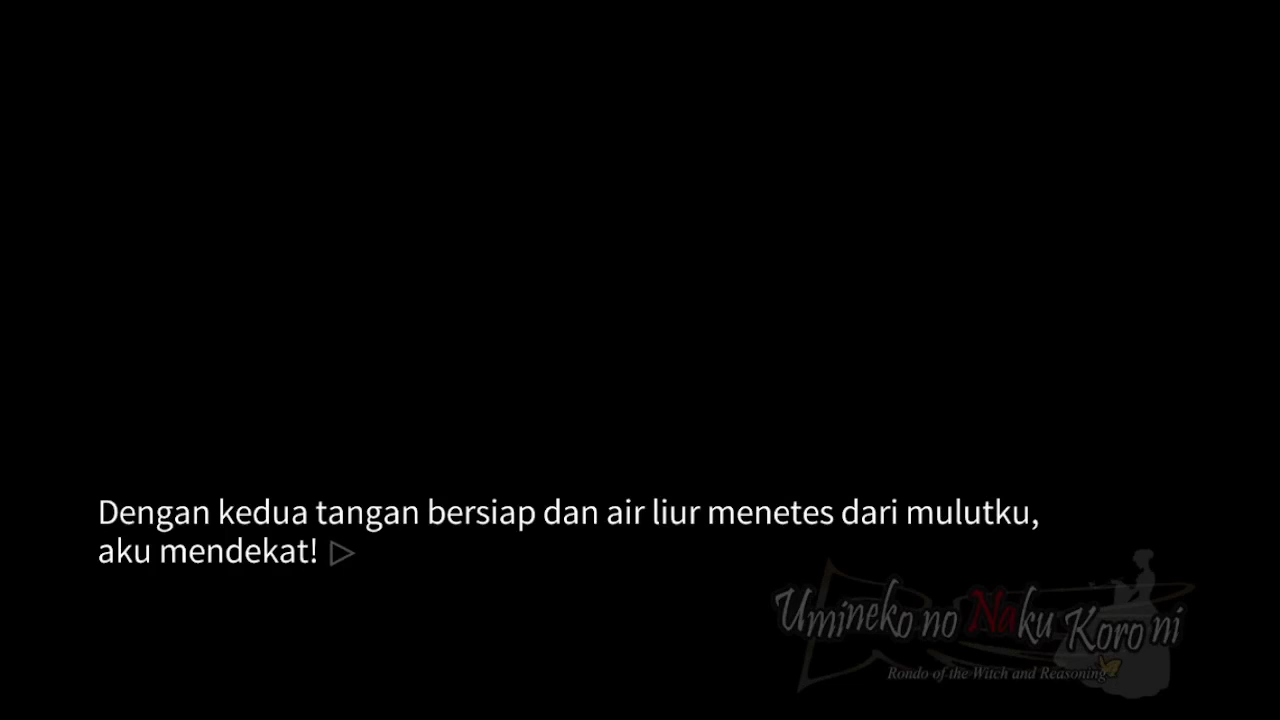 Dengan kedua tangan bersiap dan air liur menetes dari mulutku,
aku mendekat!
Umineko no Naku Koro ni
Rondo of the Witch and Reasoning